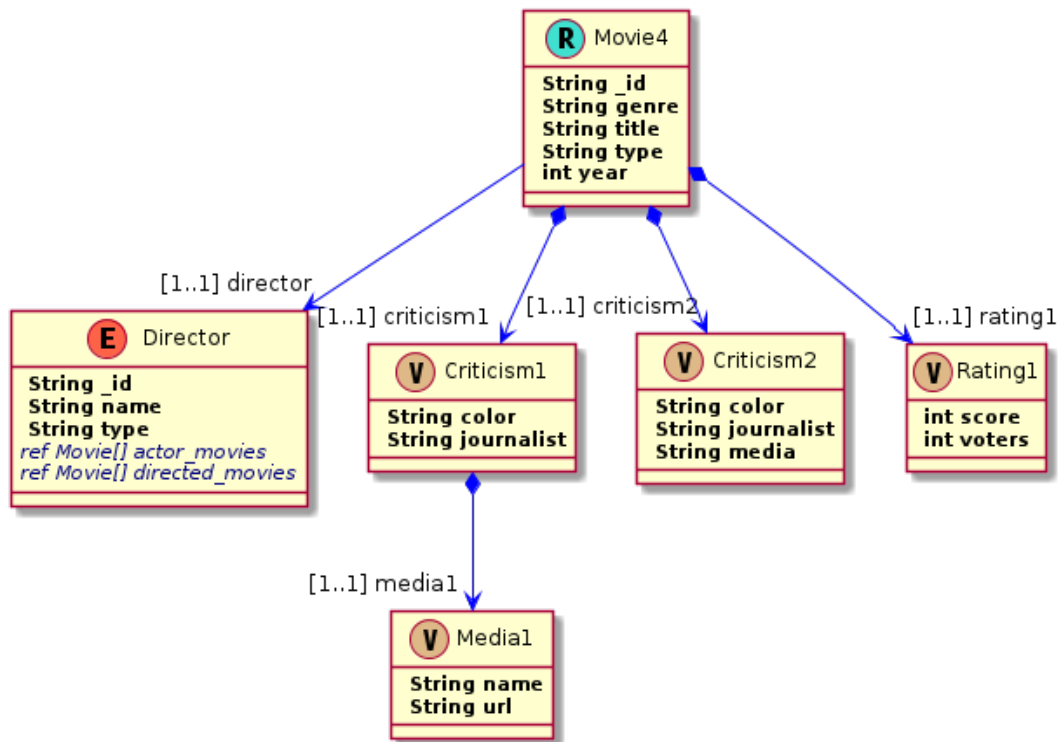 R Movie4
String _id
String genre
String title
String type
int year
[1..1] director
[1..1] criticism1
[1..1] criticism2
[1..1] rating1
E Director
String _id
String name
String type
ref Movie[] actor_movies
ref Movie[] directed_movies
V Criticism1
String color
String journalist
V Criticism2
String color
String journalist
String media
V Rating1
int score
int voters
[1..1] media1
V Media1
String name
String url